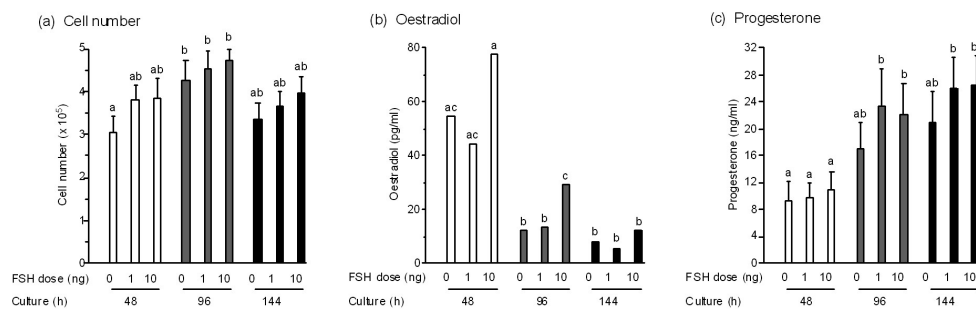 (a) Cell number
Cell number (x 10⁵)
5
4
3
2
1
0
a
ab
ab
b
b
b
ab
ab
ab
FSH dose (ng)
0 1 10 0 1 10 0 1 10
Culture (h)
48 96 144
(b) Oestradiol
Oestradiol (pg/ml)
80
60
40
20
0
ac
ac
a
b
b
c
b
b
b
FSH dose (ng)
0 1 10 0 1 10 0 1 10
Culture (h)
48 96 144
(c) Progesterone
Progesterone (ng/ml)
32
28
24
20
16
12
8
4
0
a
a
a
ab
b
b
ab
b
b
FSH dose (ng)
0 1 10 0 1 10 0 1 10
Culture (h)
48 96 144